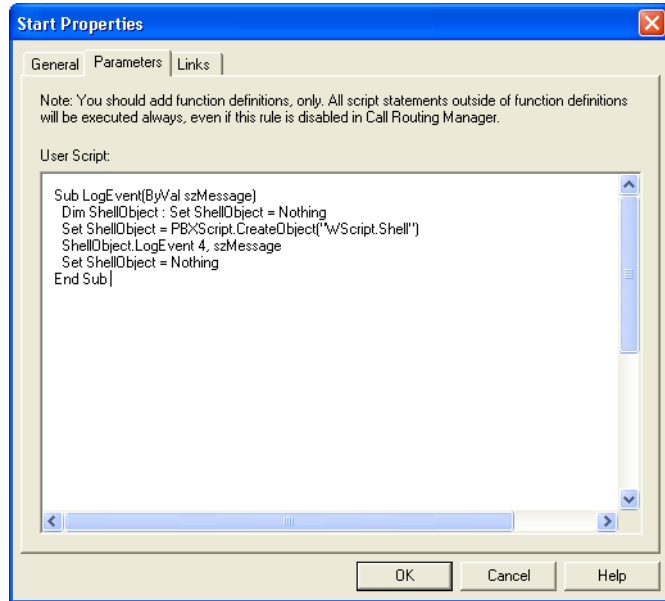 Start Properties
General Parameters Links
Note: You should add function definitions, only. All script statements outside of function definitions
will be executed always, even if this rule is disabled in Call Routing Manager.
User Script:
Sub LogEvent(ByVal szMessage)
  Dim ShellObject : Set ShellObject = Nothing
  Set ShellObject = PBXScript.CreateObject("WScript.Shell")
  ShellObject.LogEvent 4, szMessage
  Set ShellObject = Nothing
End Sub
OK Cancel Help